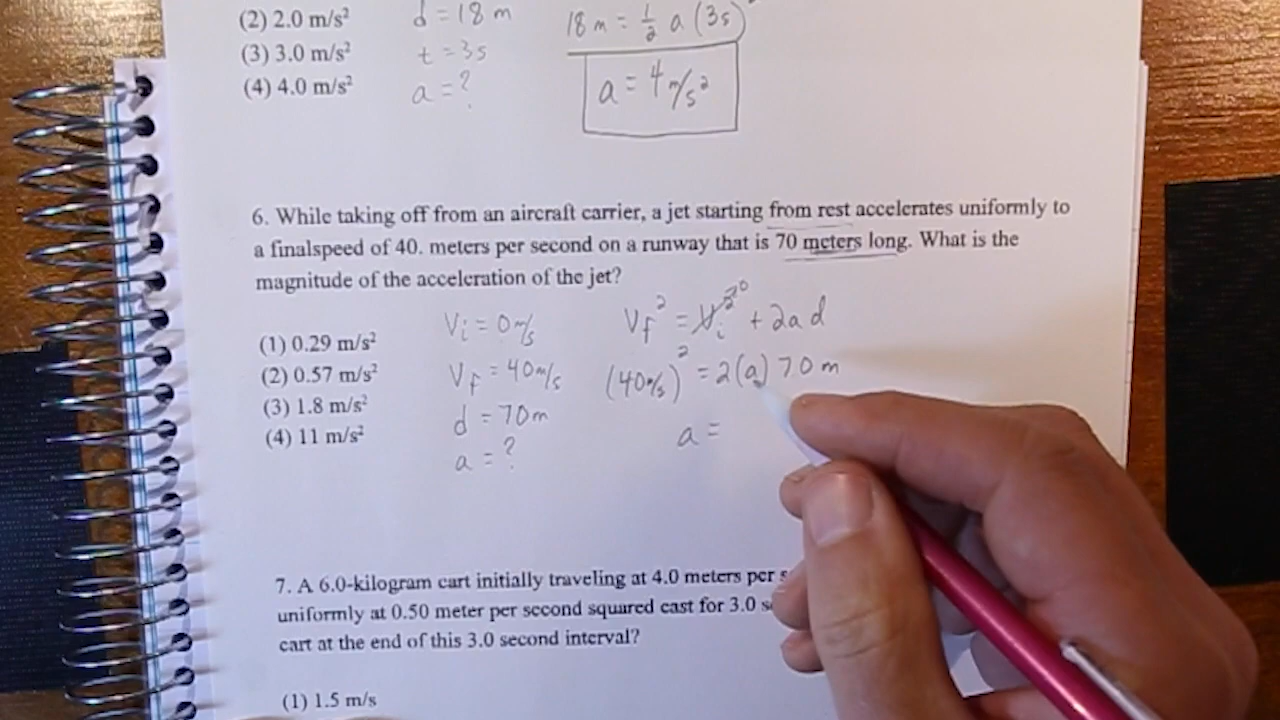 (2) 2.0 m/s²
d = 18 m
18 m = 1/2 a (3s)
(3) 3.0 m/s²
t = 3s
(4) 4.0 m/s²
a = ?
a = 4 m/s²
6. While taking off from an aircraft carrier, a jet starting from rest accelerates uniformly to
a finalspeed of 40. meters per second on a runway that is 70 meters long. What is the
magnitude of the acceleration of the jet?
(1) 0.29 m/s²
(2) 0.57 m/s²
(3) 1.8 m/s²
(4) 11 m/s²
Vi = 0 m/s
Vf = 40 m/s
d = 70 m
a = ?
Vf² = Vi² 0 + 2ad
(40 m/s)² = 2(a) 70 m
a =
7. A 6.0-kilogram cart initially traveling at 4.0 meters per
uniformly at 0.50 meter per second squared cast for 3.0
cart at the end of this 3.0 second interval?
(1) 1.5 m/s